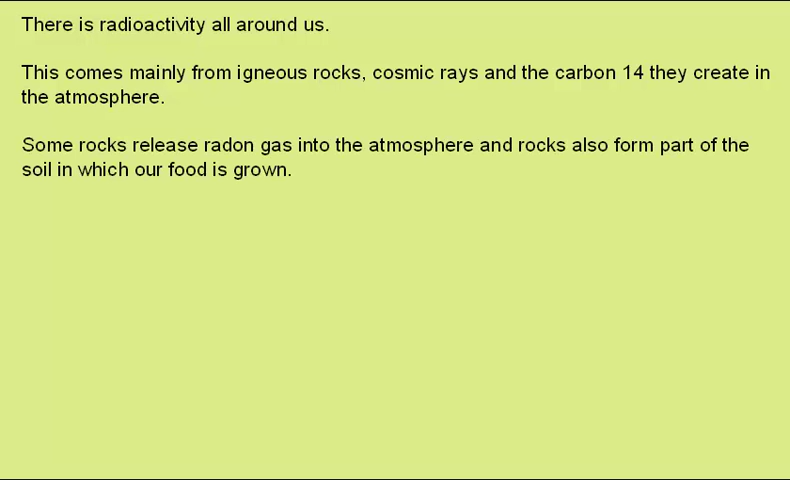 There is radioactivity all around us.
This comes mainly from igneous rocks, cosmic rays and the carbon 14 they create in
the atmosphere.
Some rocks release radon gas into the atmosphere and rocks also form part of the
soil in which our food is grown.